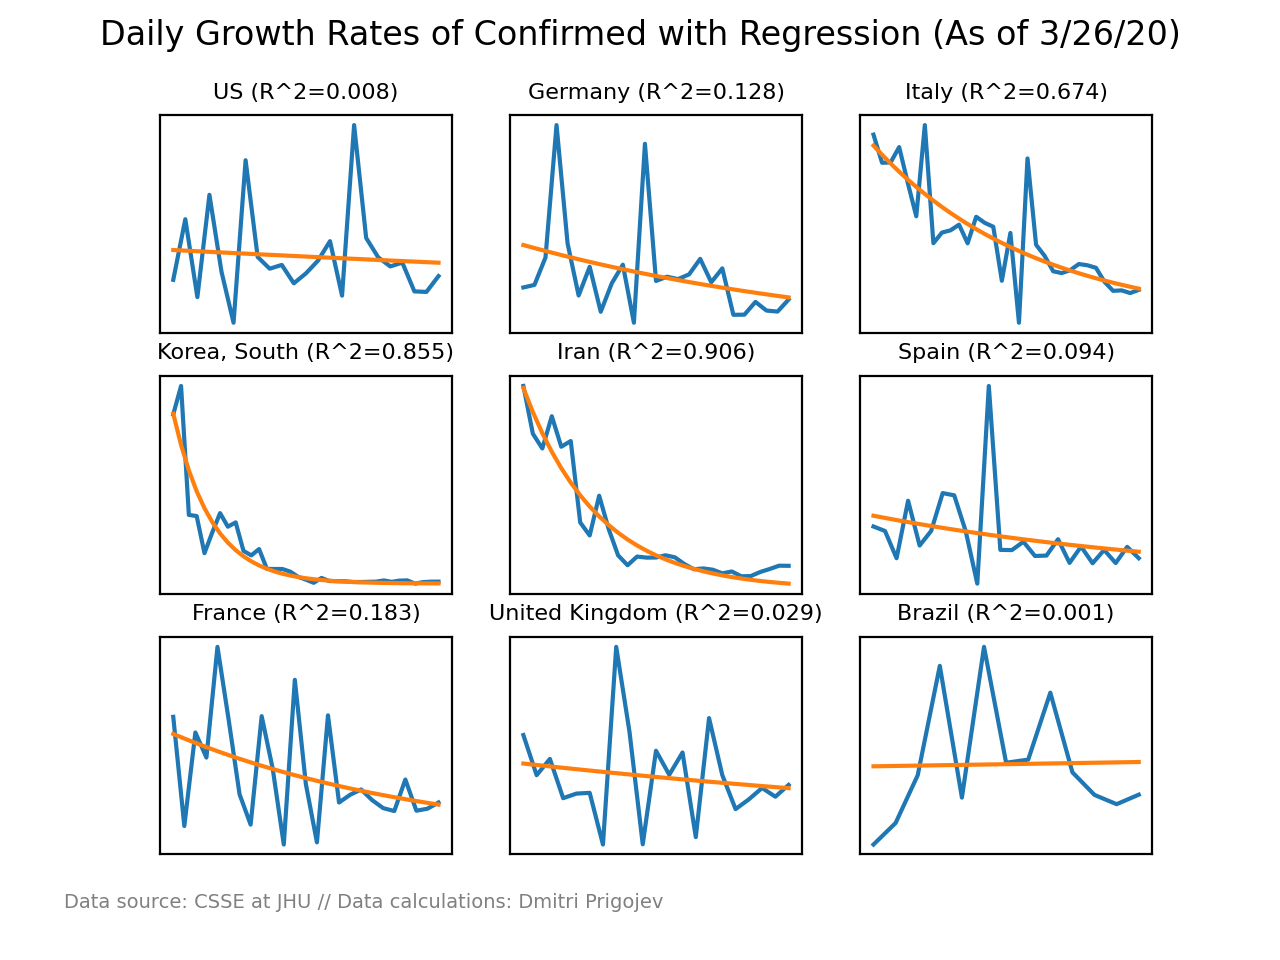 Daily Growth Rates of Confirmed with Regression (As of 3/26/20)
US (R^2=0.008)
Germany (R^2=0.128)
Italy (R^2=0.674)
Korea, South (R^2=0.855)
Iran (R^2=0.906)
Spain (R^2=0.094)
France (R^2=0.183)
United Kingdom (R^2=0.029)
Brazil (R^2=0.001)
Data source: CSSE at JHU // Data calculations: Dmitri Prigojev